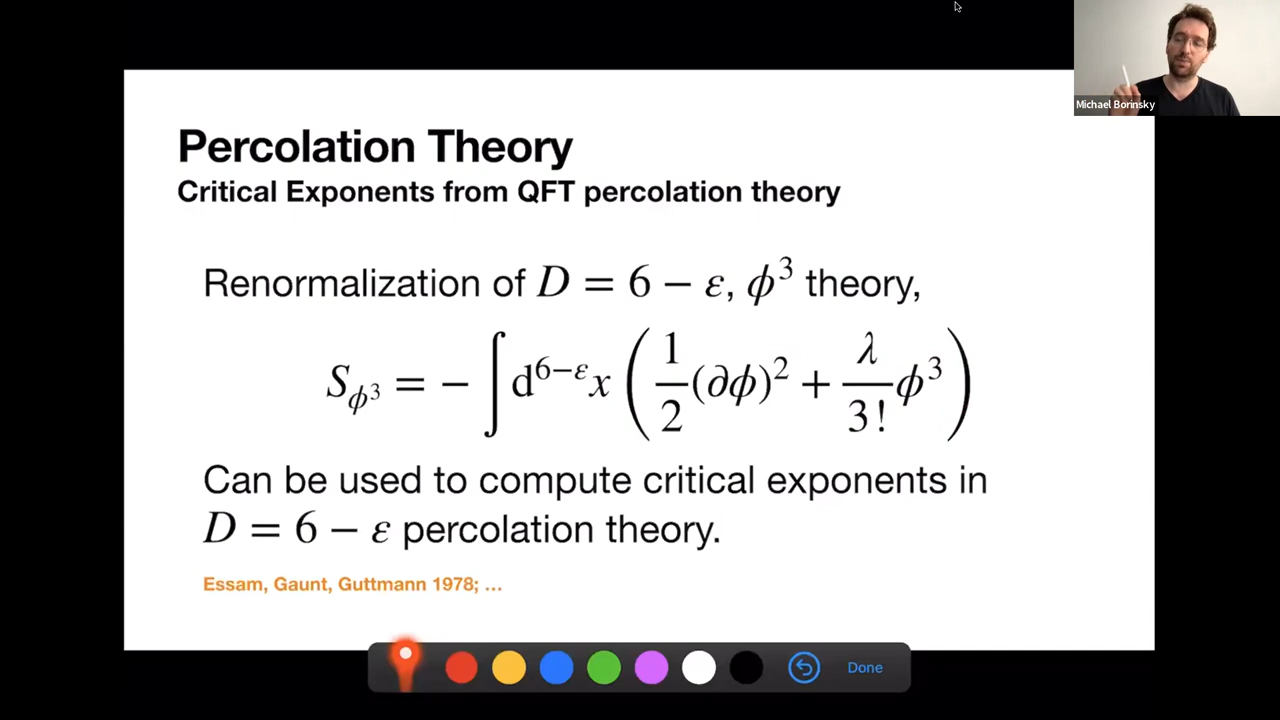 Michael Borinsky
Percolation Theory
Critical Exponents from QFT percolation theory
Renormalization of D = 6 − ε, ϕ³ theory,
S_{ϕ³} = − ∫ d^{6−ε}x ( \frac{1}{2}(∂ϕ)² + \frac{λ}{3!}ϕ³ )
Can be used to compute critical exponents in
D = 6 − ε percolation theory.
Essam, Gaunt, Guttmann 1978; …
Done